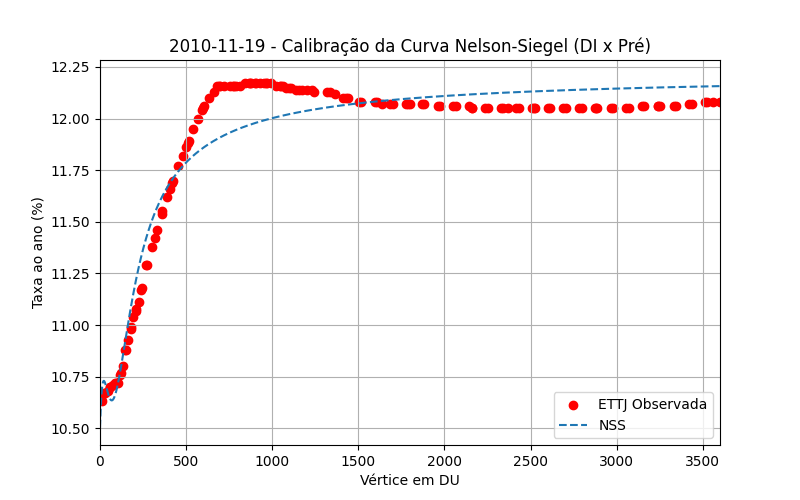 2010-11-19 - Calibração da Curva Nelson-Siegel (DI x Pré)
Taxa ao ano (%)
12.25
12.00
11.75
11.50
11.25
11.00
10.75
10.50
0 500 1000 1500 2000 2500 3000 3500
Vértice em DU
ETTJ Observada
NSS